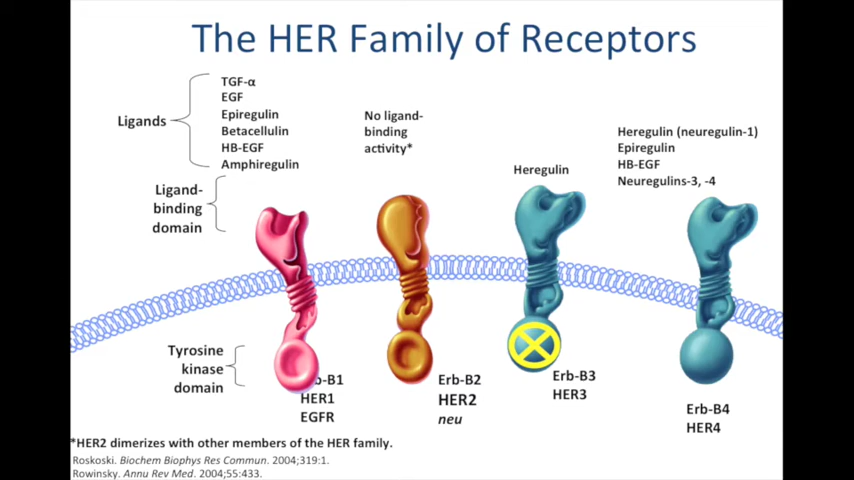 The HER Family of Receptors
Ligands
TGF-α
EGF
Epiregulin
Betacellulin
HB-EGF
Amphiregulin
No ligand-
binding
activity*
Heregulin
Heregulin (neuregulin-1)
Epiregulin
HB-EGF
Neuregulins-3, -4
Ligand-
binding
domain
Tyrosine
kinase
domain
b-B1
HER1
EGFR
Erb-B2
HER2
neu
Erb-B3
HER3
Erb-B4
HER4
*HER2 dimerizes with other members of the HER family.
Roskoski. Biochem Biophys Res Commun. 2004;319:1.
Rowinsky. Annu Rev Med. 2004;55:433.